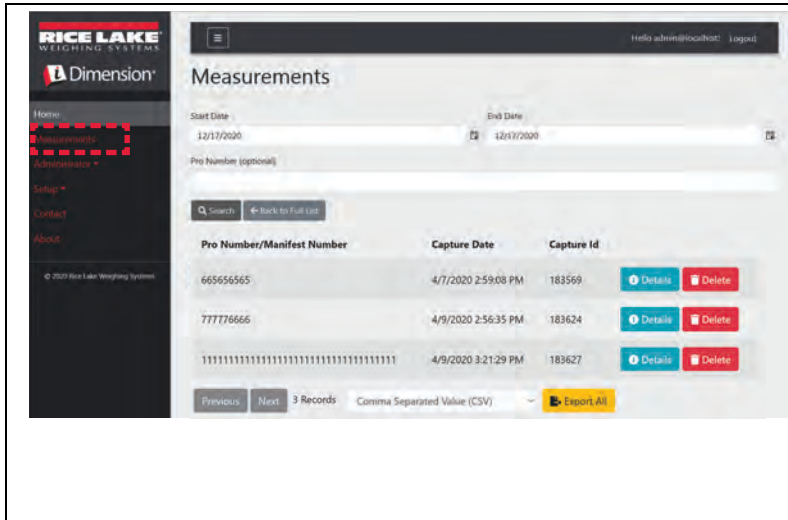 RICE LAKE
WEIGHING SYSTEMS
iDimension
Hello admin@localhost! Logout
Measurements
Home
Measurements
Administrator
Setup
Contact
About
© 2020 Rice Lake Weighing Systems
Start Date
End Date
12/17/2020
12/17/2020
Pro Number (optional)
Search
Back to Full List
Pro Number/Manifest Number Capture Date Capture Id
665656565 4/7/2020 2:59:08 PM 183569 Details Delete
777776666 4/9/2020 2:56:35 PM 183624 Details Delete
4/9/2020 3:21:29 PM 183627 Details Delete
Previous Next 3 Records Comma Separated Value (CSV) Export All